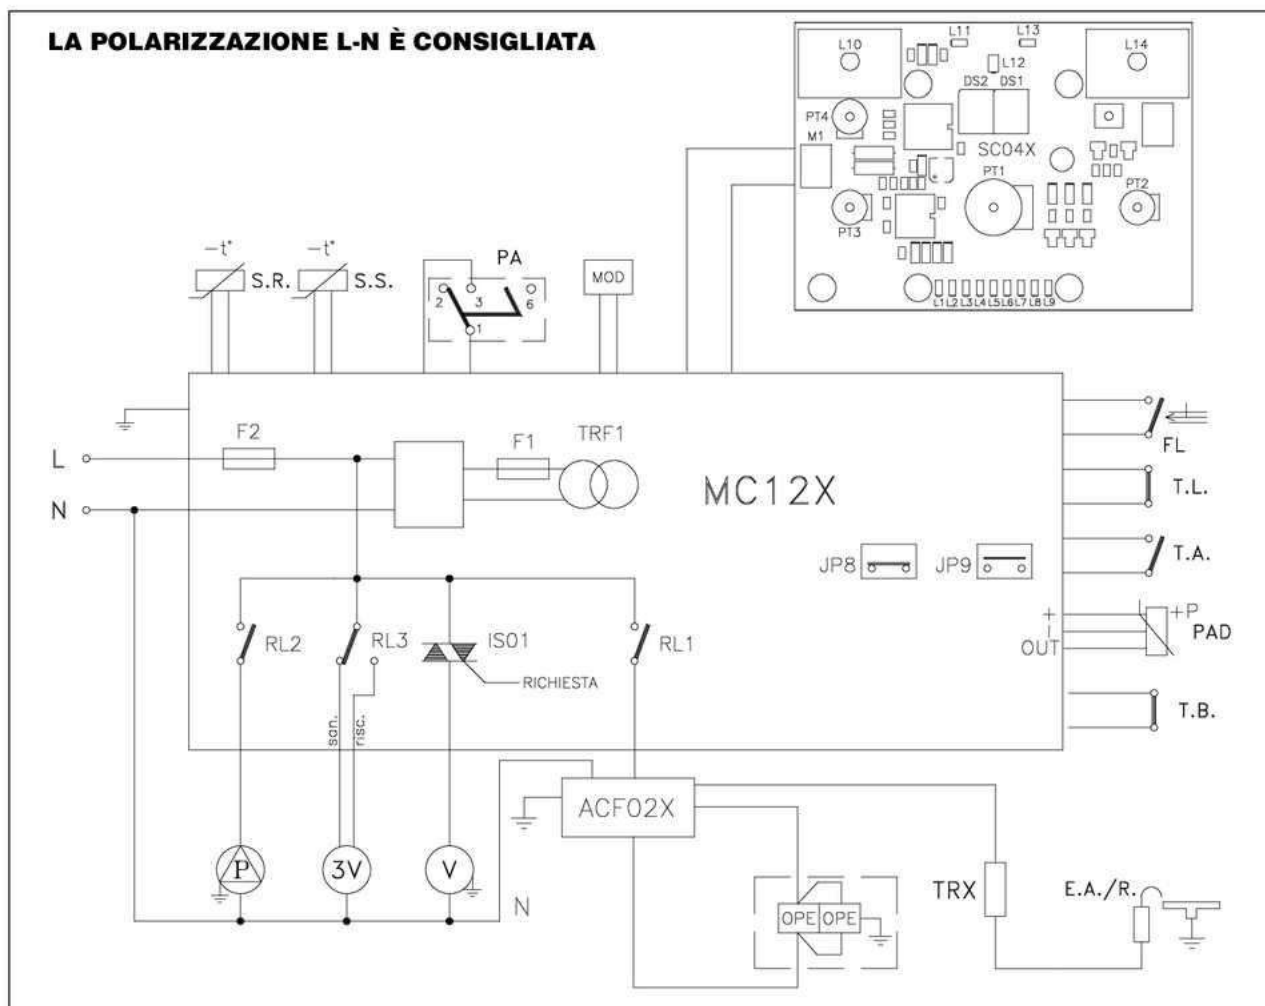 LA POLARIZZAZIONE L-N È CONSIGLIATA
L10
L11
L13
L14
L12
DS2 DS1
PT4
M1
SC04X
PT1
PT3
PT2
L1 L2 L3 L4 L5 L6 L7 L8 L9
-t°
S.R.
-t°
S.S.
PA
2
3
6
1
MOD
F2
F1
TRF1
L
N
MC12X
JP8
JP9
FL
T.L.
T.A.
+
+P
-
PAD
OUT
T.B.
RL2
RL3
IS01
RL1
RICHIESTA
san.
risc.
ACF02X
P
3V
V
N
OPE OPE
TRX
E.A./R.